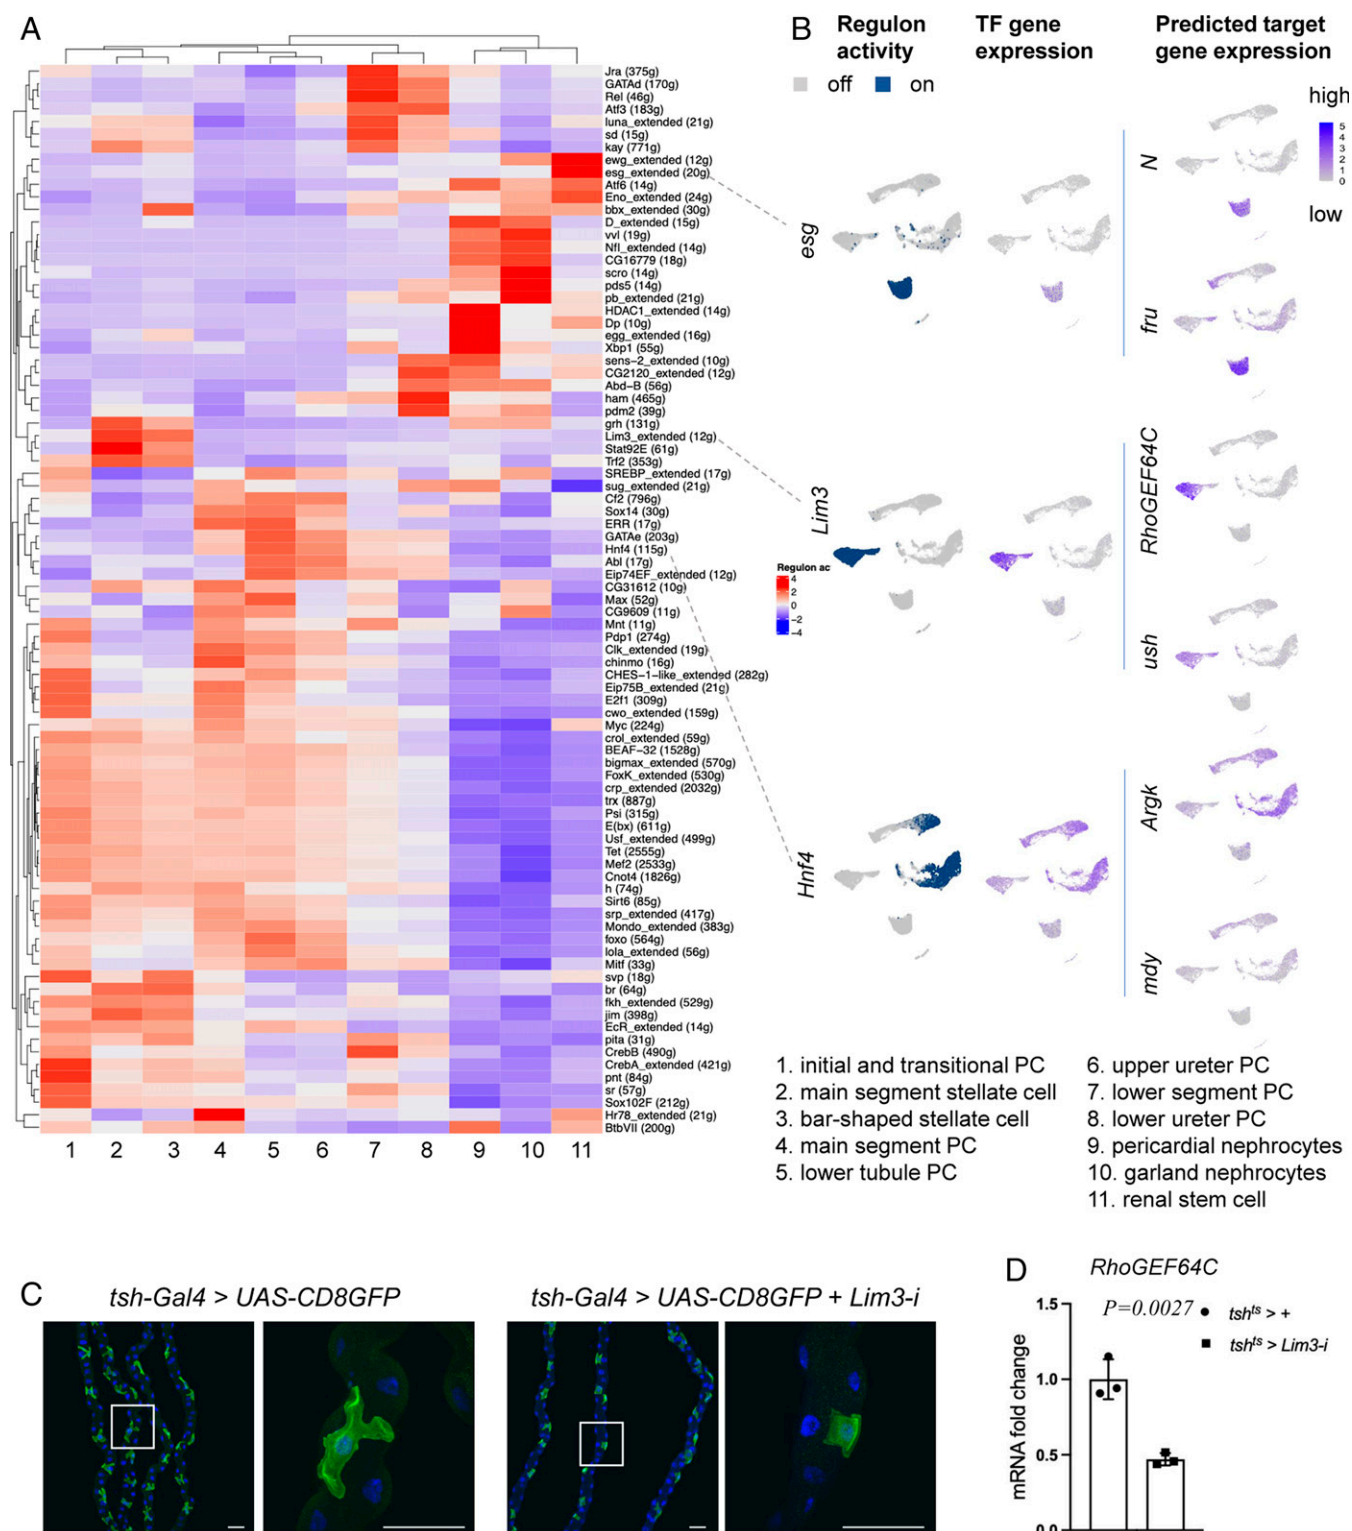 A
Jra (375g)
GATAd (170g)
Rel (46g)
Atf3 (183g)
luna_extended (21g)
sd (15g)
kay (771g)
ewg_extended (12g)
esg_extended (20g)
Atf6 (14g)
Eno_extended (24g)
bbx_extended (30g)
D_extended (15g)
vvl (19g)
Nfl_extended (14g)
CG16779 (18g)
scro (14g)
pds5 (14g)
pb_extended (21g)
HDAC1_extended (14g)
Dp (10g)
egg_extended (16g)
Xbp1 (55g)
sens-2_extended (10g)
CG2120_extended (12g)
Abd-B (56g)
ham (465g)
pdm2 (39g)
grh (131g)
Lim3_extended (12g)
Stat92E (61g)
Trf2 (353g)
SREBP_extended (17g)
sug_extended (21g)
Cf2 (796g)
Sox14 (30g)
ERR (17g)
GATAe (203g)
Hnf4 (115g)
Abl (17g)
Eip74EF_extended (12g)
CG31612 (10g)
Max (52g)
CG9609 (11g)
Mnt (11g)
Pdp1 (274g)
Clk_extended (19g)
chinmo (16g)
CHES-1-like_extended (282g)
Eip75B_extended (21g)
E2f1 (309g)
cwo_extended (159g)
Myc (224g)
crol_extended (59g)
BEAF-32 (1528g)
bigmax_extended (570g)
FoxK_extended (530g)
crp_extended (2032g)
trx (887g)
Psi (315g)
E(bx) (611g)
Usf_extended (499g)
Tet (2555g)
Mef2 (2533g)
Cnot4 (1826g)
h (74g)
Sirt6 (85g)
srp_extended (417g)
Mondo_extended (383g)
foxo (564g)
lola_extended (56g)
Mitf (33g)
svp (18g)
br (64g)
fkh_extended (529g)
jim (398g)
EcR_extended (14g)
pita (31g)
CrebB (490g)
CrebA_extended (421g)
pnt (84g)
sr (57g)
Sox102F (212g)
Hr78_extended (21g)
BtbVII (200g)
1 2 3 4 5 6 7 8 9 10 11
Regulon ac
4
2
0
−2
−4
B
Regulon activity
TF gene expression
Predicted target gene expression
off on
high
5
4
3
2
1
0
low
esg
N
fru
Lim3
RhoGEF64C
ush
Hnf4
Argk
mdy
1. initial and transitional PC
2. main segment stellate cell
3. bar-shaped stellate cell
4. main segment PC
5. lower tubule PC
6. upper ureter PC
7. lower segment PC
8. lower ureter PC
9. pericardial nephrocytes
10. garland nephrocytes
11. renal stem cell
C
tsh-Gal4 > UAS-CD8GFP
tsh-Gal4 > UAS-CD8GFP + Lim3-i
D
RhoGEF64C
P=0.0027
tshts > +
tshts > Lim3-i
mRNA fold change
1.5
1.0
0.5
0.0